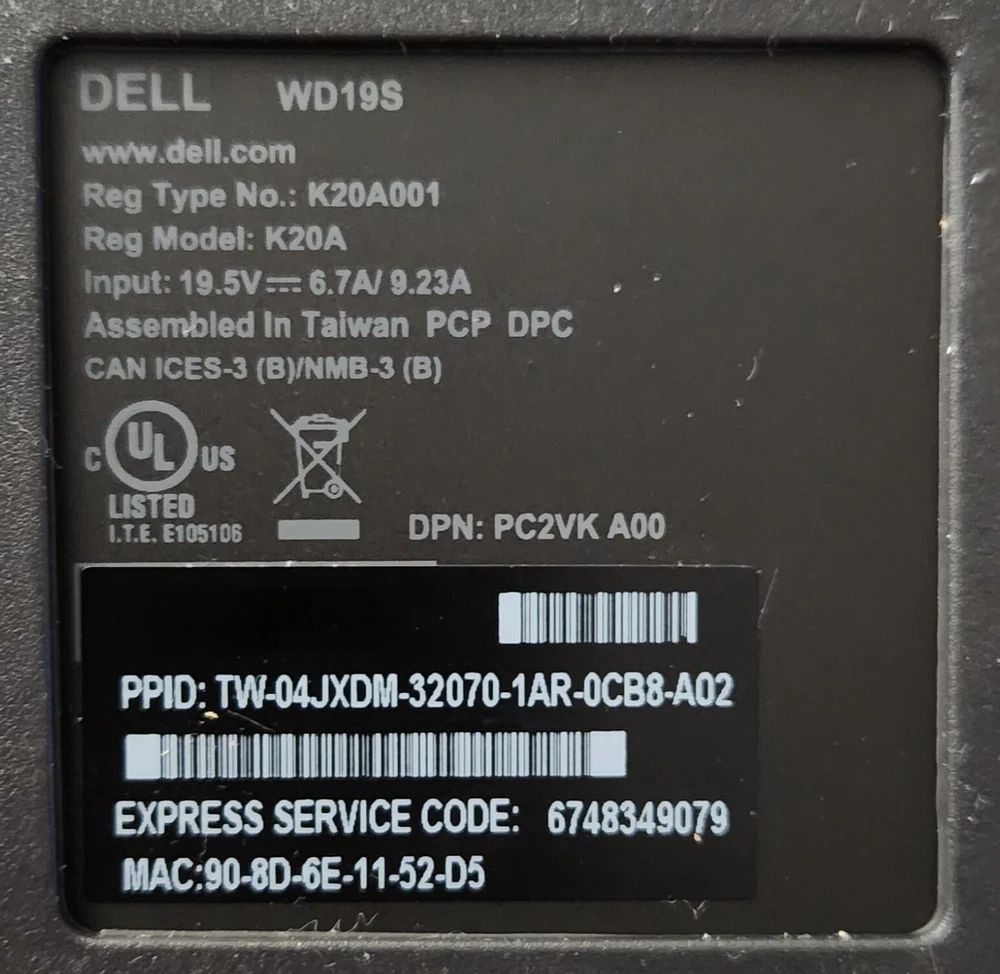 DELL WD19S
www.dell.com
Reg Type No.: K20A001
Reg Model: K20A
Input: 19.5V⎓ 6.7A/ 9.23A
Assembled In Taiwan PCP DPC
CAN ICES-3 (B)/NMB-3 (B)
C UL US
LISTED
I.T.E. E105106
DPN: PC2VK A00
PPID: TW-04JXDM-32070-1AR-0CB8-A02
EXPRESS SERVICE CODE: 6748349079
MAC:90-8D-6E-11-52-D5